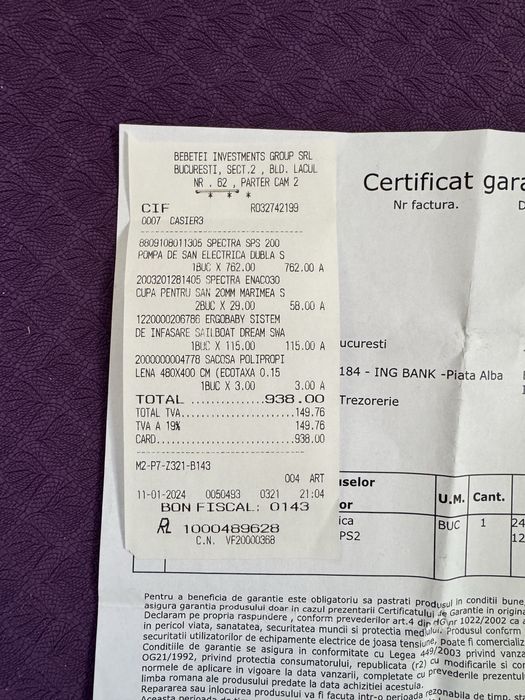 BEBETEI INVESTMENTS GROUP SRL
BUCURESTI, SECT.2 , BLD. LACUL
NR . 62 , PARTER CAM 2
* * *
CIF RO32742199
0007 CASIER3
8809108011305 SPECTRA SPS 200
POMPA DE SAN ELECTRICA DUBLA S
1BUC X 762.00 762.00 A
2003201281405 SPECTRA ENAC030
CUPA PENTRU SAN 20MM MARIMEA S
2BUC X 29.00 58.00 A
1220000206786 ERGOBABY SISTEM
DE INFASARE SAILBOAT DREAM SWA
1BUC X 115.00 115.00 A
2000000004778 SACOSA POLIPROPI
LENA 480X400 CM (ECOTAXA 0.15
1BUC X 3.00 3.00 A
TOTAL ............938.00
TOTAL TVA.....................149.76
TVA A 19% 149.76
CARD.........................938.00
M2-P7-Z321-B143
004 ART
11-01-2024 0050493 0321 21:04
BON FISCAL: 0143
RL 1000489628
C.N. VF20000368
Certificat gara
Nr factura. D
ucuresti
184 - ING BANK -Piata Alba
Trezorerie
uselor
or
U.M. Cant.
ica
PS2
BUC 1 24
12
Pentru a beneficia de garantie este obligatoriu sa pastrati produsul in conditii bune,
asigura garantia produsului doar in cazul prezentarii Certificatului de Garantie in origina
Declaram pe propria raspundere , conform prevederilor art.4 din HG nr 1022/2002 ca
in pericol viata, sanatatea, securitatea muncii si protectia mediului. Produsul conform
securitatii utilizatorilor de echipamente electrice de joasa tensiune, poate fi comercializ
Conditiile de garantie se asigura in conformitate cu Legea 449/2003 privind vanza
OG21/1992, privind protectia consumatorului, republicata (r2) cu modificarile si con
normele de aplicare in vigoare la data vanzarii, completate cu prevederile prezentu
limba romana ale produsului predate la data achizitiei acestula.
Repararea sau inlocuirea produsului va fi facuta intr-o perioada rezonabila de timp, sta